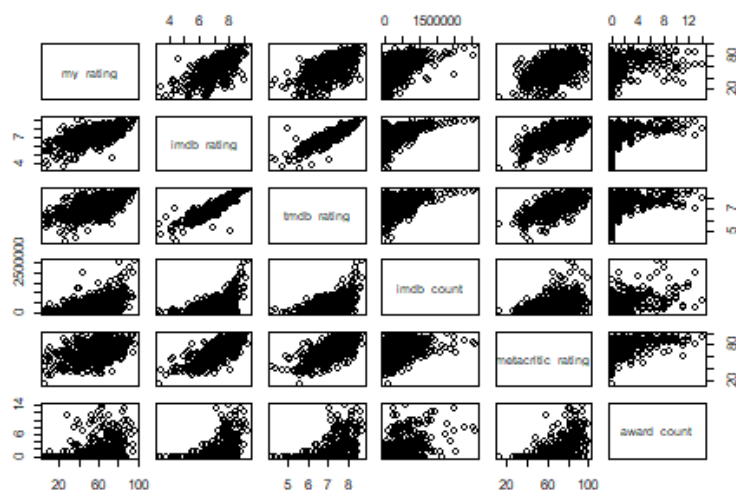 4 8 0 1500000 0 4 8 12
my rating 20 80
4 7 imdb rating
tmdb rating 5 7
0 2500000 imdb count
metacritic rating 20 80
0 6 14 award count
20 60 100 5 6 7 8 20 60 100